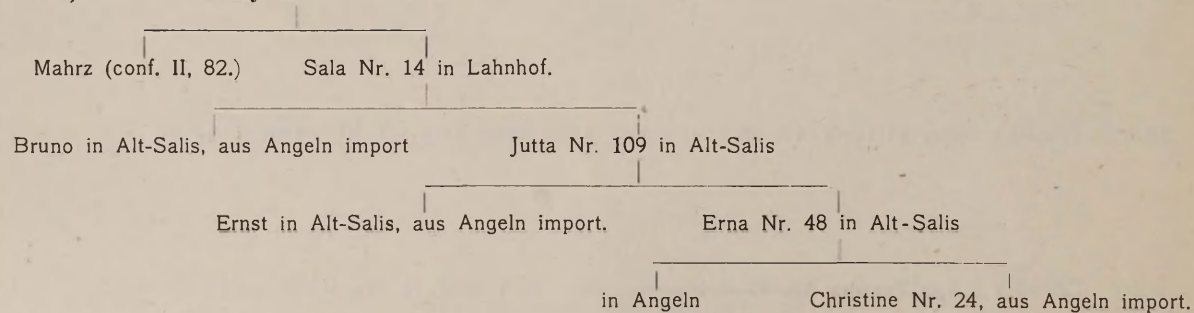 Mahrz (conf. II, 82.) Sala Nr. 14 in Lahnhof.
Bruno in Alt-Salis, aus Angeln import Jutta Nr. 109 in Alt-Salis
Ernst in Alt-Salis, aus Angeln import. Erna Nr. 48 in Alt-Salis
in Angeln Christine Nr. 24, aus Angeln import.